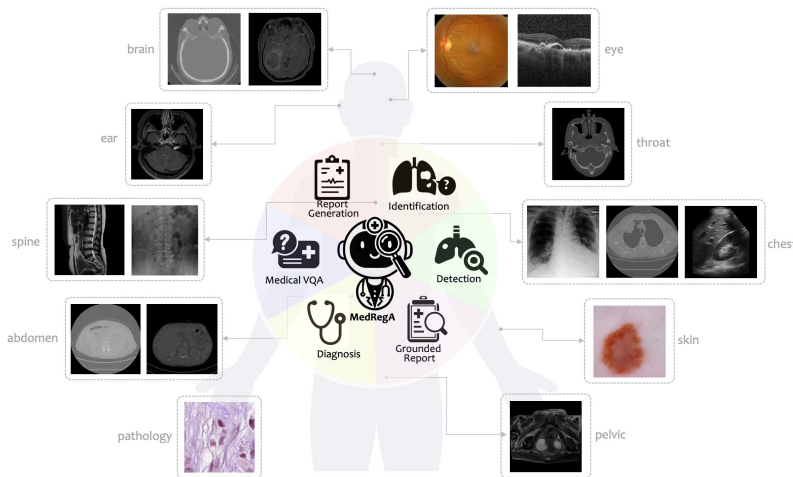 brain
eye
ear
throat
Report
Generation
Identification
spine
chest
Medical VQA
Detection
MedRegA
abdomen
skin
Diagnosis
Grounded
Report
pathology
pelvic